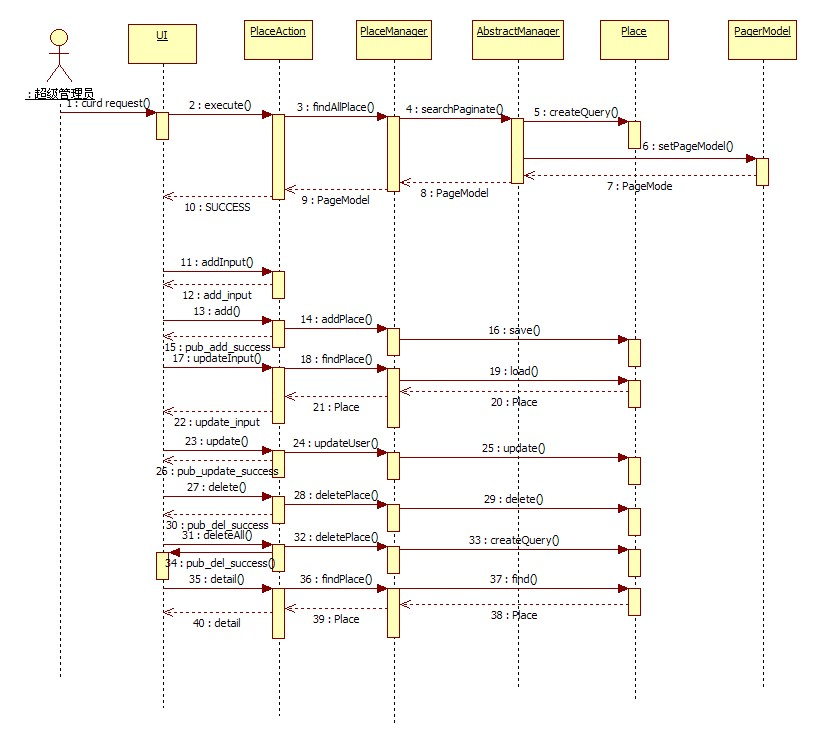 UI
PlaceAction
PlaceManager
AbstractManager
Place
PagerModel
: 超级管理员
1 : curd request()
2 : execute()
3 : findAllPlace()
4 : searchPaginate()
5 : createQuery()
6 : setPageModel()
7 : PageMode
8 : PageModel
9 : PageModel
10 : SUCCESS
11 : addInput()
12 : add_input
13 : add()
14 : addPlace()
15 : pub_add_success
16 : save()
17 : updateInput()
18 : findPlace()
19 : load()
20 : Place
21 : Place
22 : update_input
23 : update()
24 : updateUser()
25 : update()
26 : pub_update_success
27 : delete()
28 : deletePlace()
29 : delete()
30 : pub_del_success
31 : deleteAll()
32 : deletePlace()
33 : createQuery()
34 : pub_del_success()
35 : detail()
36 : findPlace()
37 : find()
38 : Place
39 : Place
40 : detail